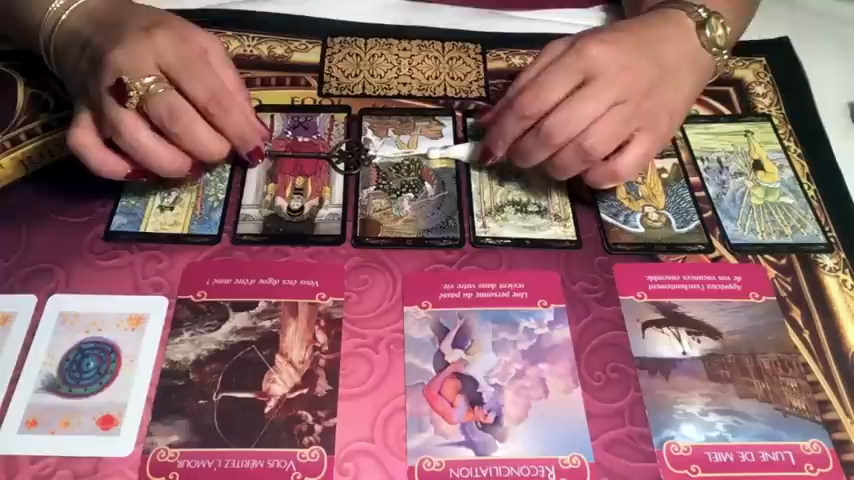 Vous êtes digne d'être aimé !
VOUS MÉRITEZ L'AMOUR
Une personne du passé
revient dans votre vie.
RÉCONCILIATION
Appréciez l'enchantement
de vos vacances ensemble.
LUNE DE MIEL